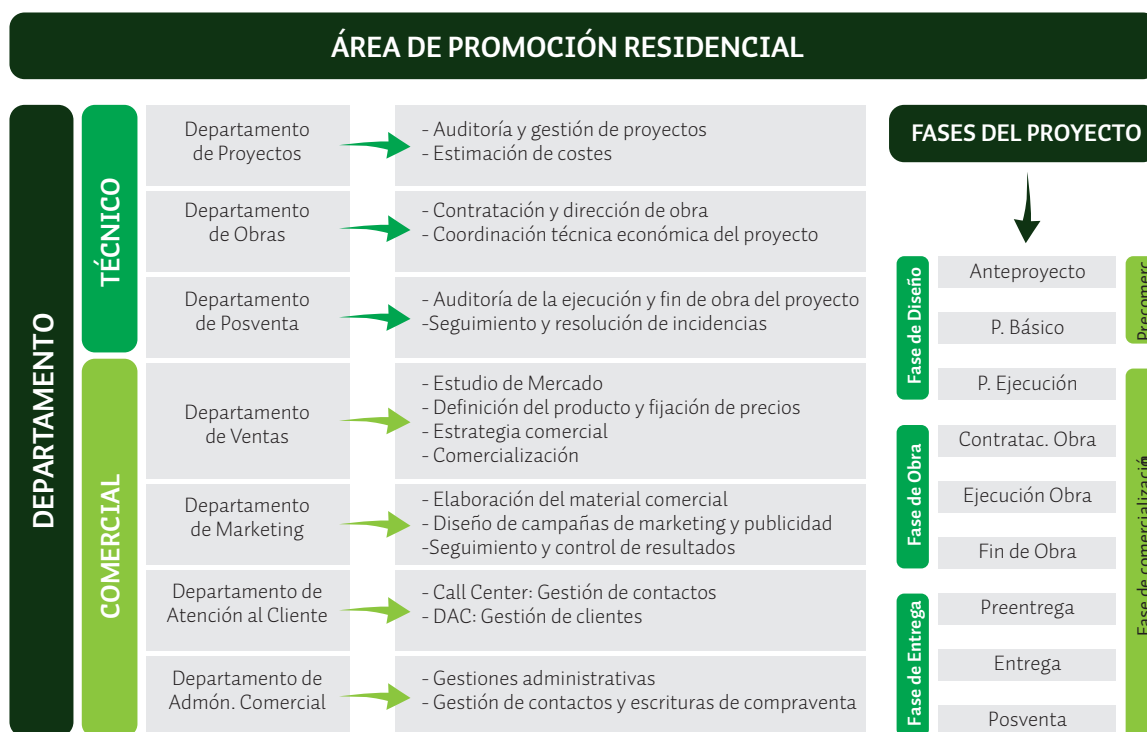 ÁREA DE PROMOCIÓN RESIDENCIAL
DEPARTAMENTO
TÉCNICO
Departamento
de Proyectos
- Auditoría y gestión de proyectos
- Estimación de costes
Departamento
de Obras
- Contratación y dirección de obra
- Coordinación técnica económica del proyecto
Departamento
de Posventa
- Auditoría de la ejecución y fin de obra del proyecto
-Seguimiento y resolución de incidencias
COMERCIAL
Departamento
de Ventas
- Estudio de Mercado
- Definición del producto y fijación de precios
- Estrategia comercial
- Comercialización
Departamento
de Marketing
- Elaboración del material comercial
- Diseño de campañas de marketing y publicidad
-Seguimiento y control de resultados
Departamento de
Atención al Cliente
- Call Center: Gestión de contactos
- DAC: Gestión de clientes
Departamento de
Admón. Comercial
- Gestiones administrativas
- Gestión de contactos y escrituras de compraventa
FASES DEL PROYECTO
Fase de Diseño
Anteproyecto
P. Básico
P. Ejecución
Fase de Obra
Contratac. Obra
Ejecución Obra
Fin de Obra
Fase de Entrega
Preentrega
Entrega
Posventa
Precomerc
Fase de comercializació